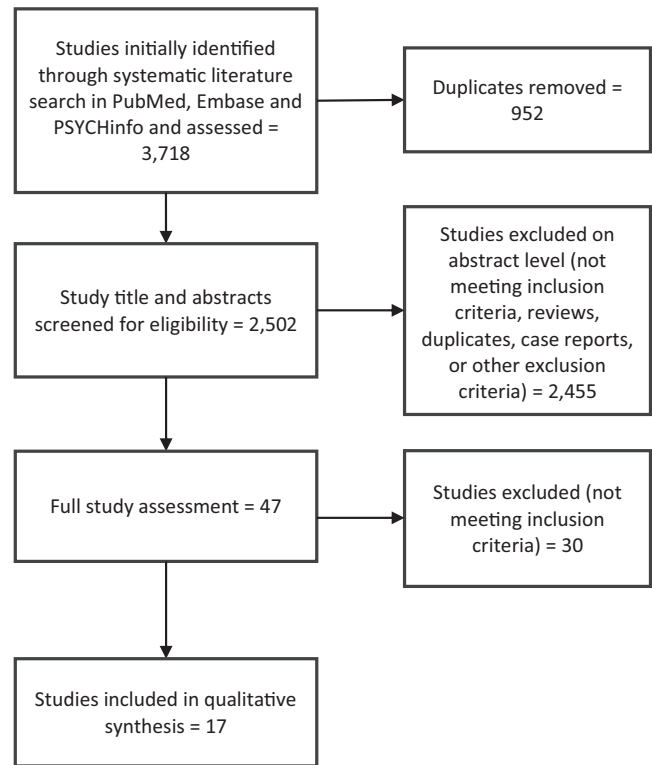 Studies initially identified
through systematic literature
search in PubMed, Embase and
PSYCHinfo and assessed =
3,718
Duplicates removed =
952
Study title and abstracts
screened for eligibility = 2,502
Studies excluded on
abstract level (not
meeting inclusion
criteria, reviews,
duplicates, case reports,
or other exclusion
criteria) = 2,455
Full study assessment = 47
Studies excluded (not
meeting inclusion
criteria) = 30
Studies included in qualitative
synthesis = 17